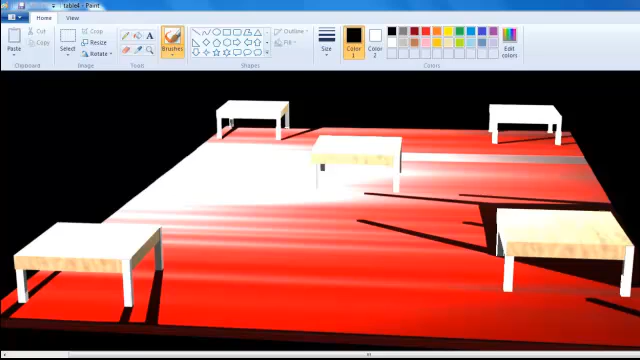 table4 - Paint
Home
View
Paste
Cut
Copy
Select
Crop
Resize
Rotate
Brushes
Outline
Fill
Size
Color
1
Color
2
Edit
colors
Clipboard
Image
Tools
Shapes
Colors